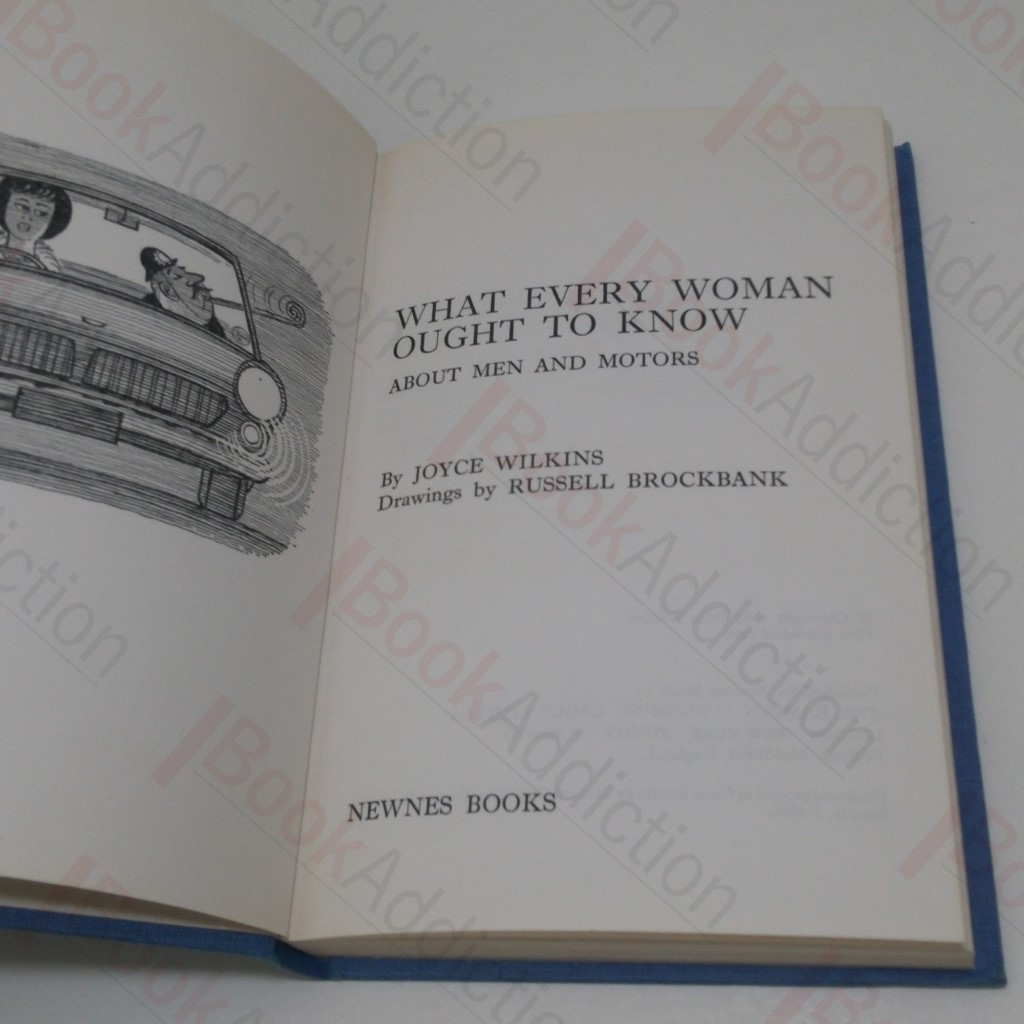 WHAT EVERY WOMAN
OUGHT TO KNOW
ABOUT MEN AND MOTORS
By JOYCE WILKINS
Drawings by RUSSELL BROCKBANK
NEWNES BOOKS
BookAddiction